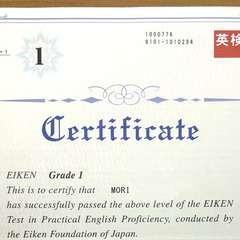 1000776
9101-1010294
英検
1
Certificate
EIKEN Grade 1
This is to certify that MORI
has successfully passed the above level of the EIKEN
Test in Practical English Proficiency, conducted by
the Eiken Foundation of Japan.